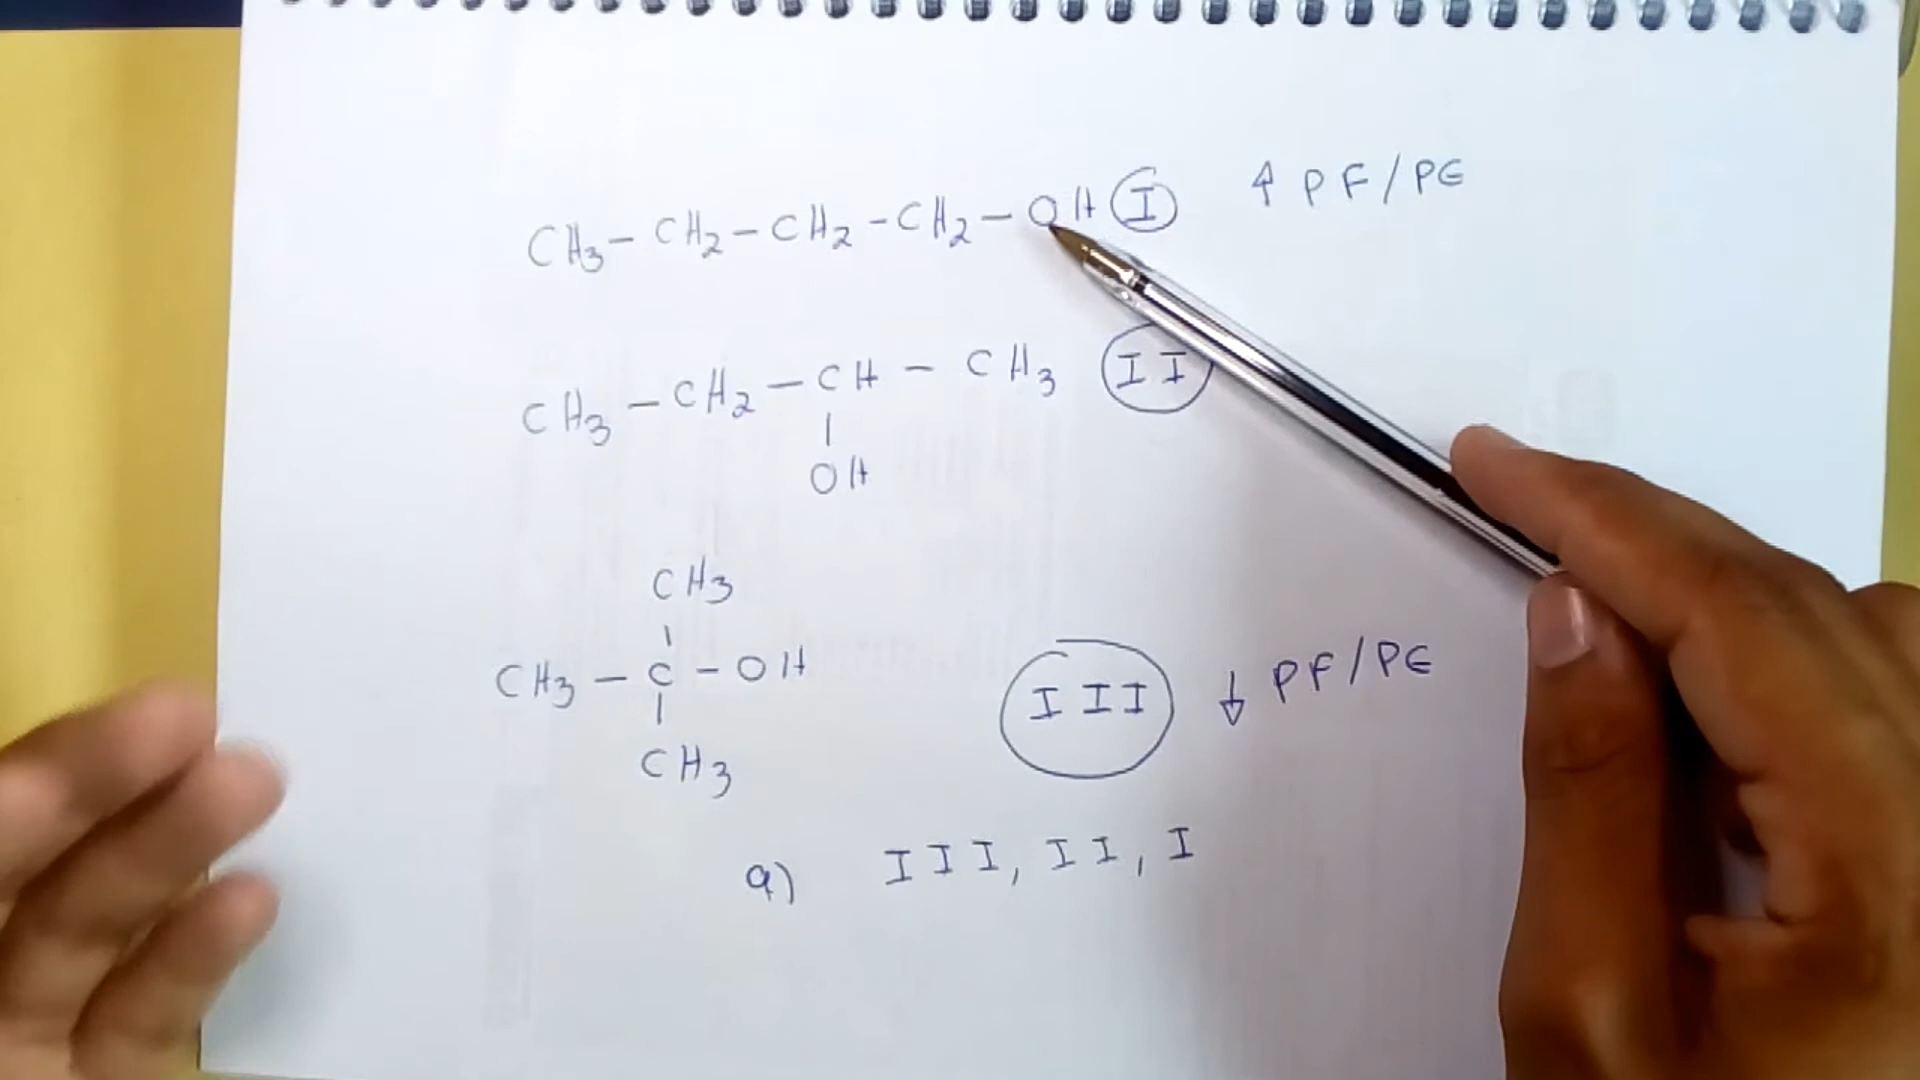 CH₃ – CH₂ – CH₂ – CH₂ – OH I ↑ PF/PE
CH₃ – CH₂ – CH – CH₃ II
|
OH
CH₃
|
CH₃ – C – OH III ↓ PF/PE
|
CH₃
a) III, II, I